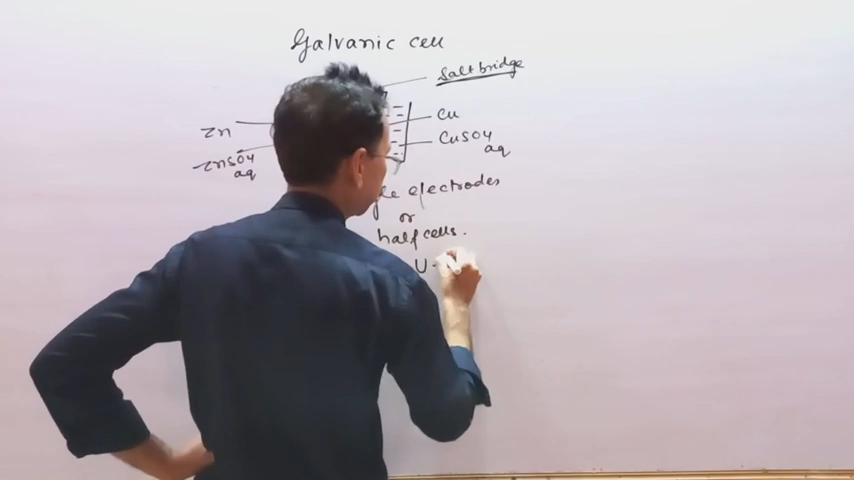 Galvanic cell
Salt bridge
Zn
Cu
ZnSO4
aq
CuSO4
aq
electrodes
or
half cells.
U.